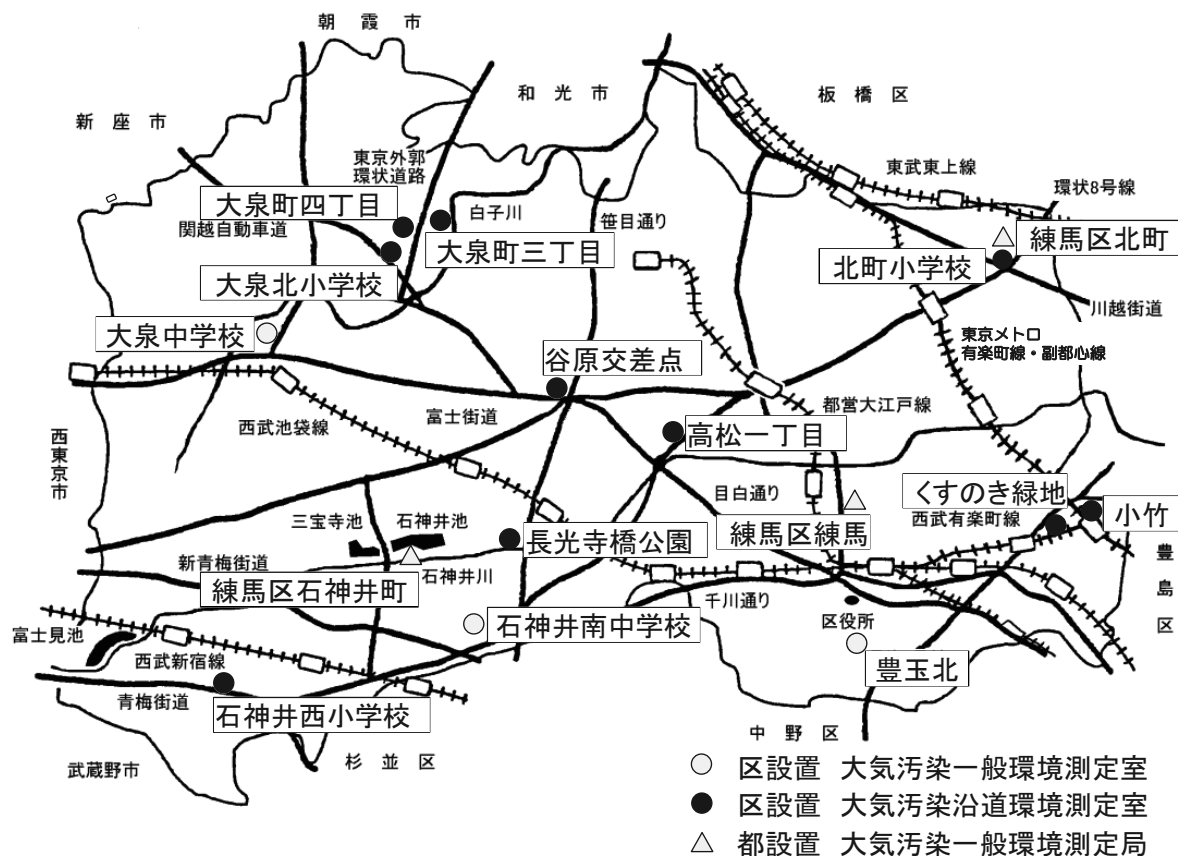 朝霞市
和光市
板橋区
新座市
東京外郭
環状道路
東武東上線
環状8号線
大泉町四丁目
白子川
笹目通り
関越自動車道
大泉町三丁目
練馬区北町
北町小学校
大泉北小学校
川越街道
大泉中学校
東京メトロ
有楽町線・副都心線
谷原交差点
富士街道
都営大江戸線
西武池袋線
高松一丁目
西東京市
目白通り
くすのき緑地
三宝寺池
石神井池
練馬区練馬
西武有楽町線
小竹
長光寺橋公園
新青梅街道
石神井川
練馬区石神井町
千川通り
豊島区
石神井南中学校
区役所
富士見池
西武新宿線
豊玉北
青梅街道
石神井西小学校
中野区
杉並区
武蔵野市
○ 区設置 大気汚染一般環境測定室
● 区設置 大気汚染沿道環境測定室
△ 都設置 大気汚染一般環境測定局